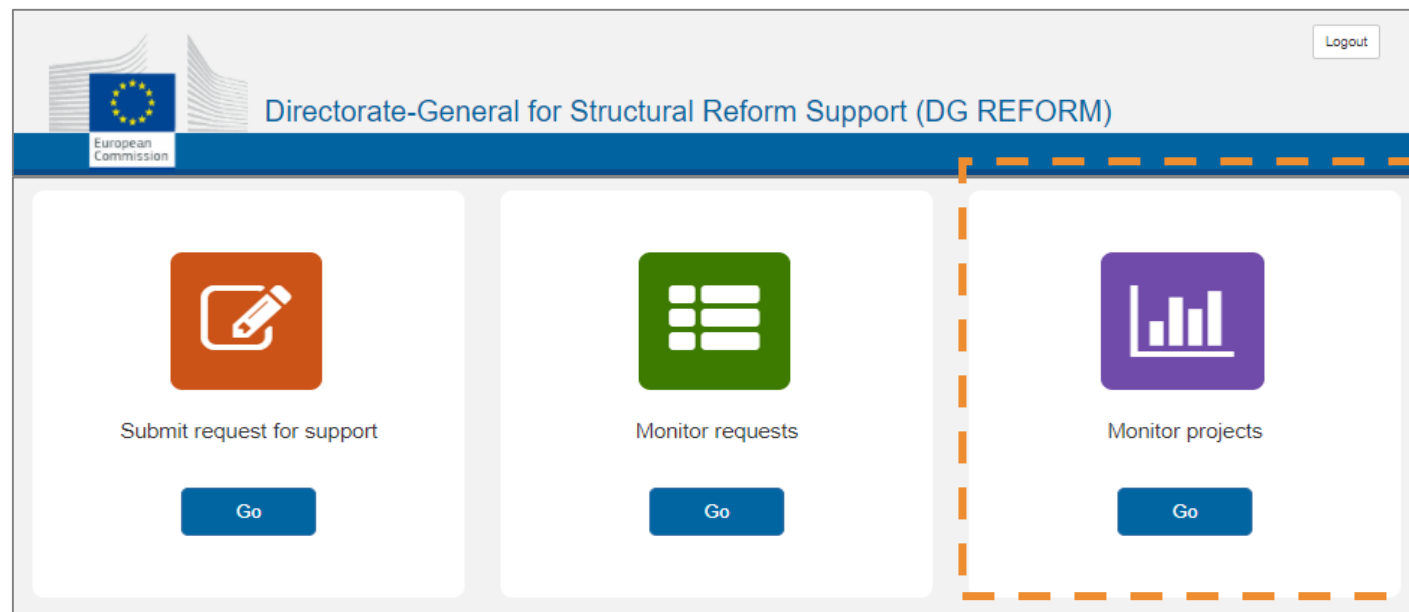 Logout
Directorate-General for Structural Reform Support (DG REFORM)
European
Commission
Submit request for support
Monitor requests
Monitor projects
Go
Go
Go